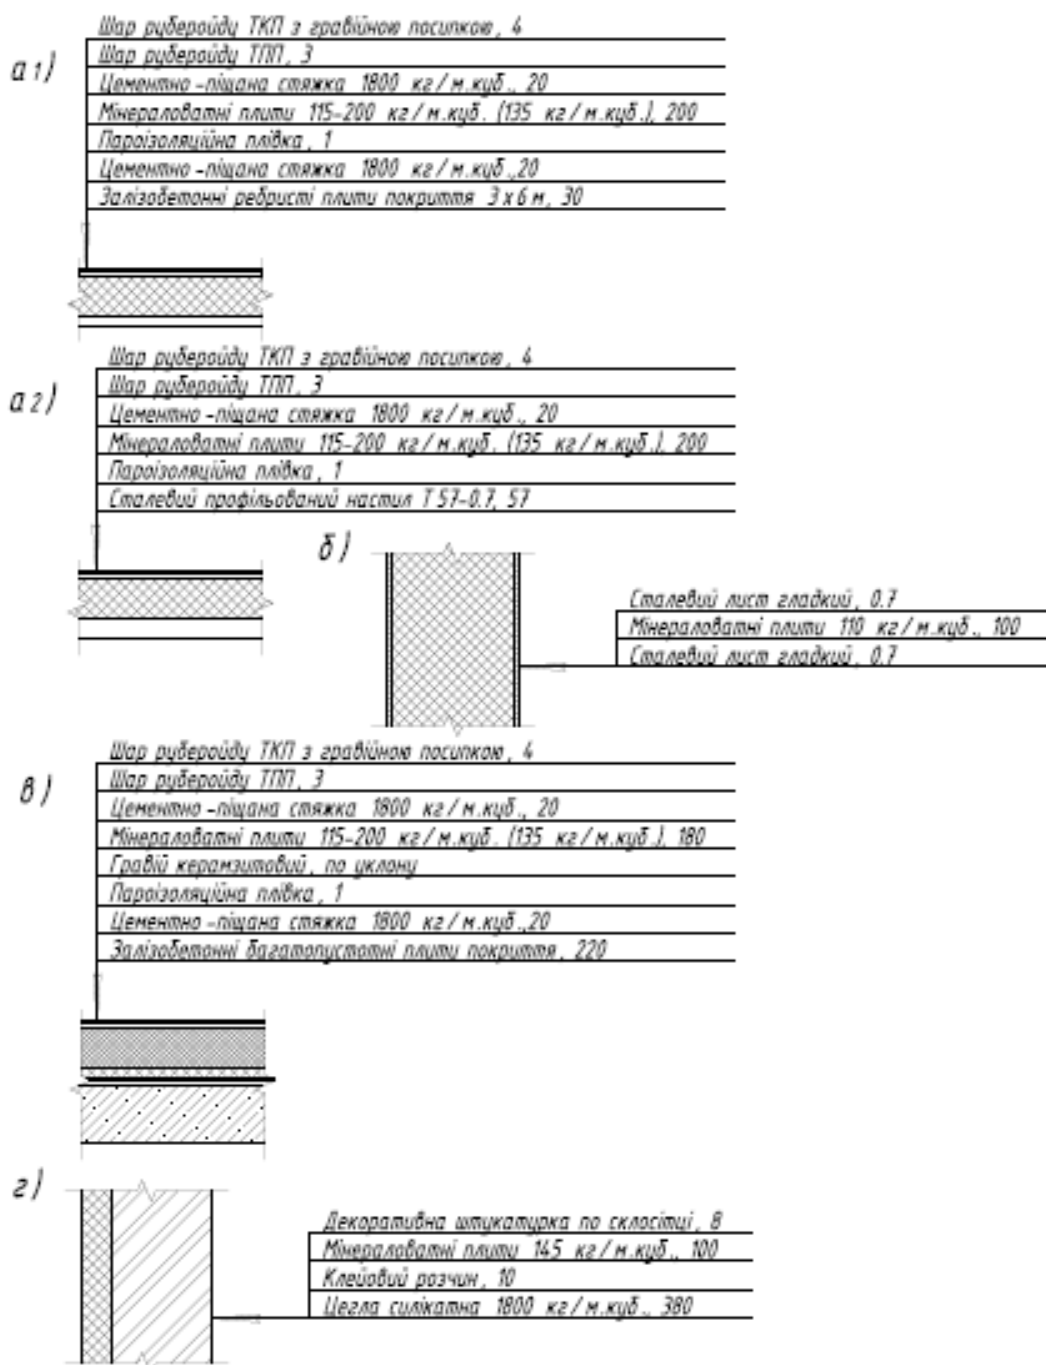 Шар руберойду ТКП з гравійною посипкою, 4
а1)
Шар руберойду ТПП, 3
Цементно-піщана стяжка 1800 кг/м.куб., 20
Мінераловатні плити 115-200 кг/м.куб. (135 кг/м.куб.), 200
Пароізоляційна плівка, 1
Цементно-піщана стяжка 1800 кг/м.куб.,20
Залізобетонні ребристі плити покриття 3х6 м, 30
Шар руберойду ТКП з гравійною посипкою, 4
а2)
Шар руберойду ТПП, 3
Цементно-піщана стяжка 1800 кг/м.куб., 20
Мінераловатні плити 115-200 кг/м.куб. (135 кг/м.куб.), 200
Пароізоляційна плівка, 1
Сталевий профільований настил Т57-0.7, 57
б)
Сталевий лист гладкий, 0.7
Мінераловатні плити 110 кг/м.куб., 100
Сталевий лист гладкий, 0.7
Шар руберойду ТКП з гравійною посипкою, 4
в)
Шар руберойду ТПП, 3
Цементно-піщана стяжка 1800 кг/м.куб., 20
Мінераловатні плити 115-200 кг/м.куб. (135 кг/м.куб.), 180
Гравій керамзитовий, по уклону
Пароізоляційна плівка, 1
Цементно-піщана стяжка 1800 кг/м.куб.,20
Залізобетонні багатопустотні плити покриття, 220
г)
Декоративна штукатурка по склосітці, 8
Мінераловатні плити 145 кг/м.куб., 100
Клейовий розчин, 10
Цегла силікатна 1800 кг/м.куб., 380